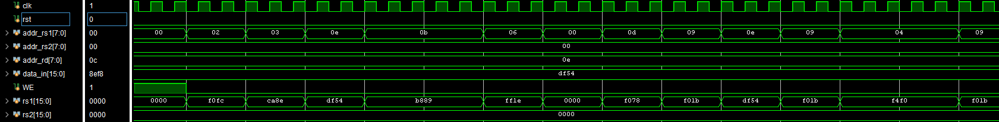 clk 1
rst 0
addr_rs1[7:0] 00 00 02 03 0e 0b 06 00 0d 09 0e 09 04 09
addr_rs2[7:0] 00 00
addr_rd[7:0] 0c 0e
data_in[15:0] 8ef8 df54
WE 1
rs1[15:0] 0000 0000 f0fc ca8e df54 b889 ff1e 0000 f078 f01b df54 f01b f4f0 f01b
rs2[15:0] 0000 0000